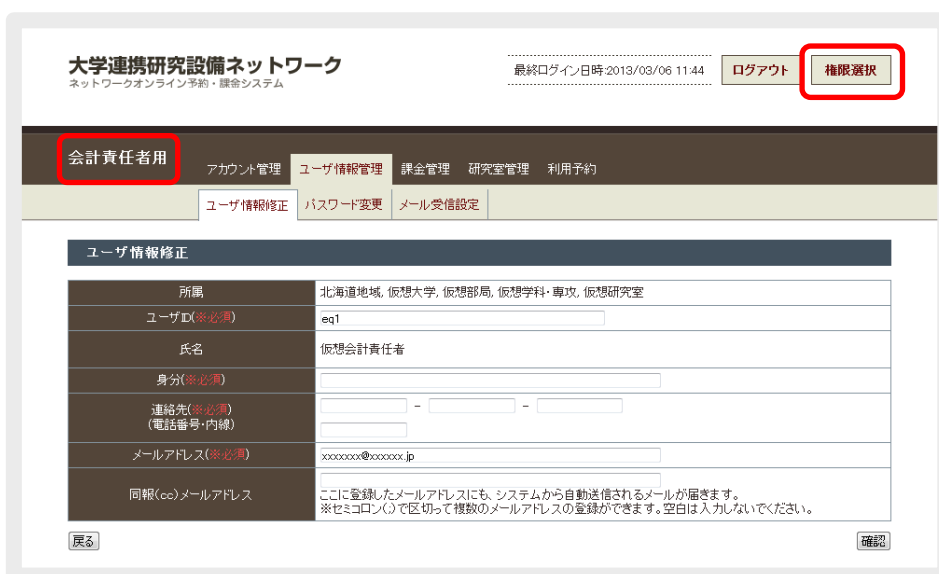 大学連携研究設備ネットワーク
ネットワークオンライン予約・課金システム
最終ログイン日時:2013/03/06 11:44
ログアウト
権限選択
会計責任者用
アカウント管理 ユーザ情報管理 課金管理 研究室管理 利用予約
ユーザ情報修正 パスワード変更 メール受信設定
ユーザ情報修正
所属 北海道地域, 仮想大学, 仮想部局, 仮想学科・専攻, 仮想研究室
ユーザID(※必須) eq1
氏名 仮想会計責任者
身分(※必須)
連絡先(※必須) - -
(電話番号・内線)
メールアドレス(※必須) xxxxxxx@xxxxxx.jp
同報(cc)メールアドレス
ここに登録したメールアドレスにも、システムから自動送信されるメールが届きます。
※セミコロン(;)で区切って複数のメールアドレスの登録ができます。空白は入力しないでください。
戻る 確認